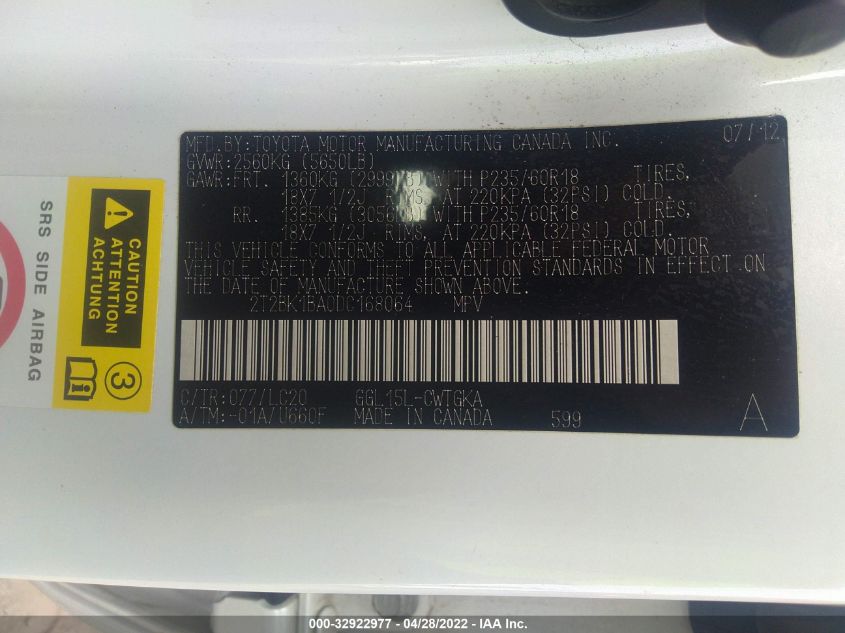 MFD.BY:TOYOTA MOTOR MANUFACTURING CANADA INC. 07/12
GVWR:2560KG (5650LB)
GAWR:FRT. 1360KG WITH P235/60R18 TIRES,
18X7 1/2J RIMS, AT 220KPA (32PSI) COLD.
RR. 1385KG WITH P235/60R18 TIRES,
18X7 1/2J RIMS, AT 220KPA (32PSI) COLD.
THIS VEHICLE CONFORMS TO ALL APPLICABLE FEDERAL MOTOR
VEHICLE SAFETY AND THEFT PREVENTION STANDARDS IN EFFECT ON
THE DATE OF MANUFACTURE SHOWN ABOVE.
2T2BK1BA0DC168064 MPV
C/TR:077/LC20 GGL15L-CWTGKA
A/TM:-01A/U660F MADE IN CANADA 599 A
SRS SIDE AIRBAG
CAUTION
ATTENTION
ACHTUNG
3
000-32922977 - 04/28/2022 - IAA Inc.